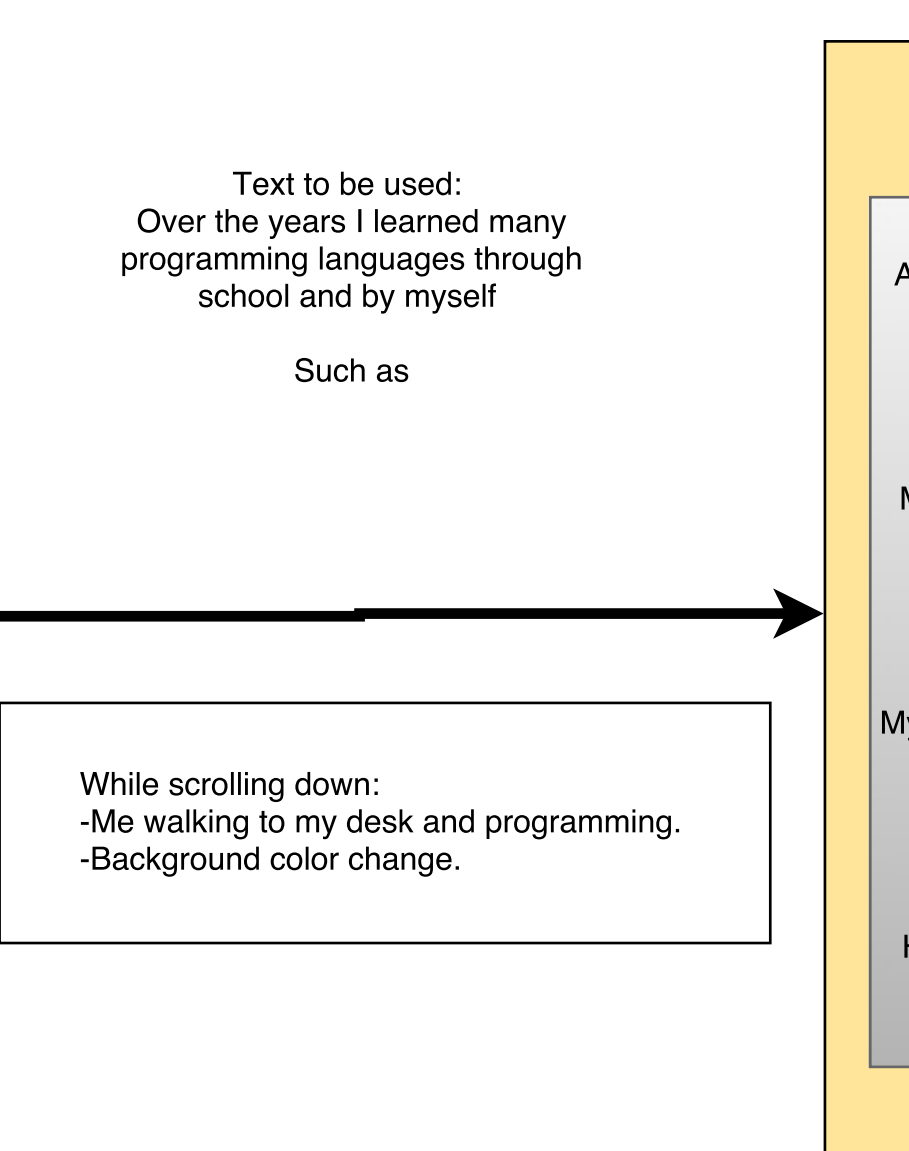 Text to be used:
Over the years I learned many
programming languages through
school and by myself
Such as
While scrolling down:
-Me walking to my desk and programming.
-Background color change.